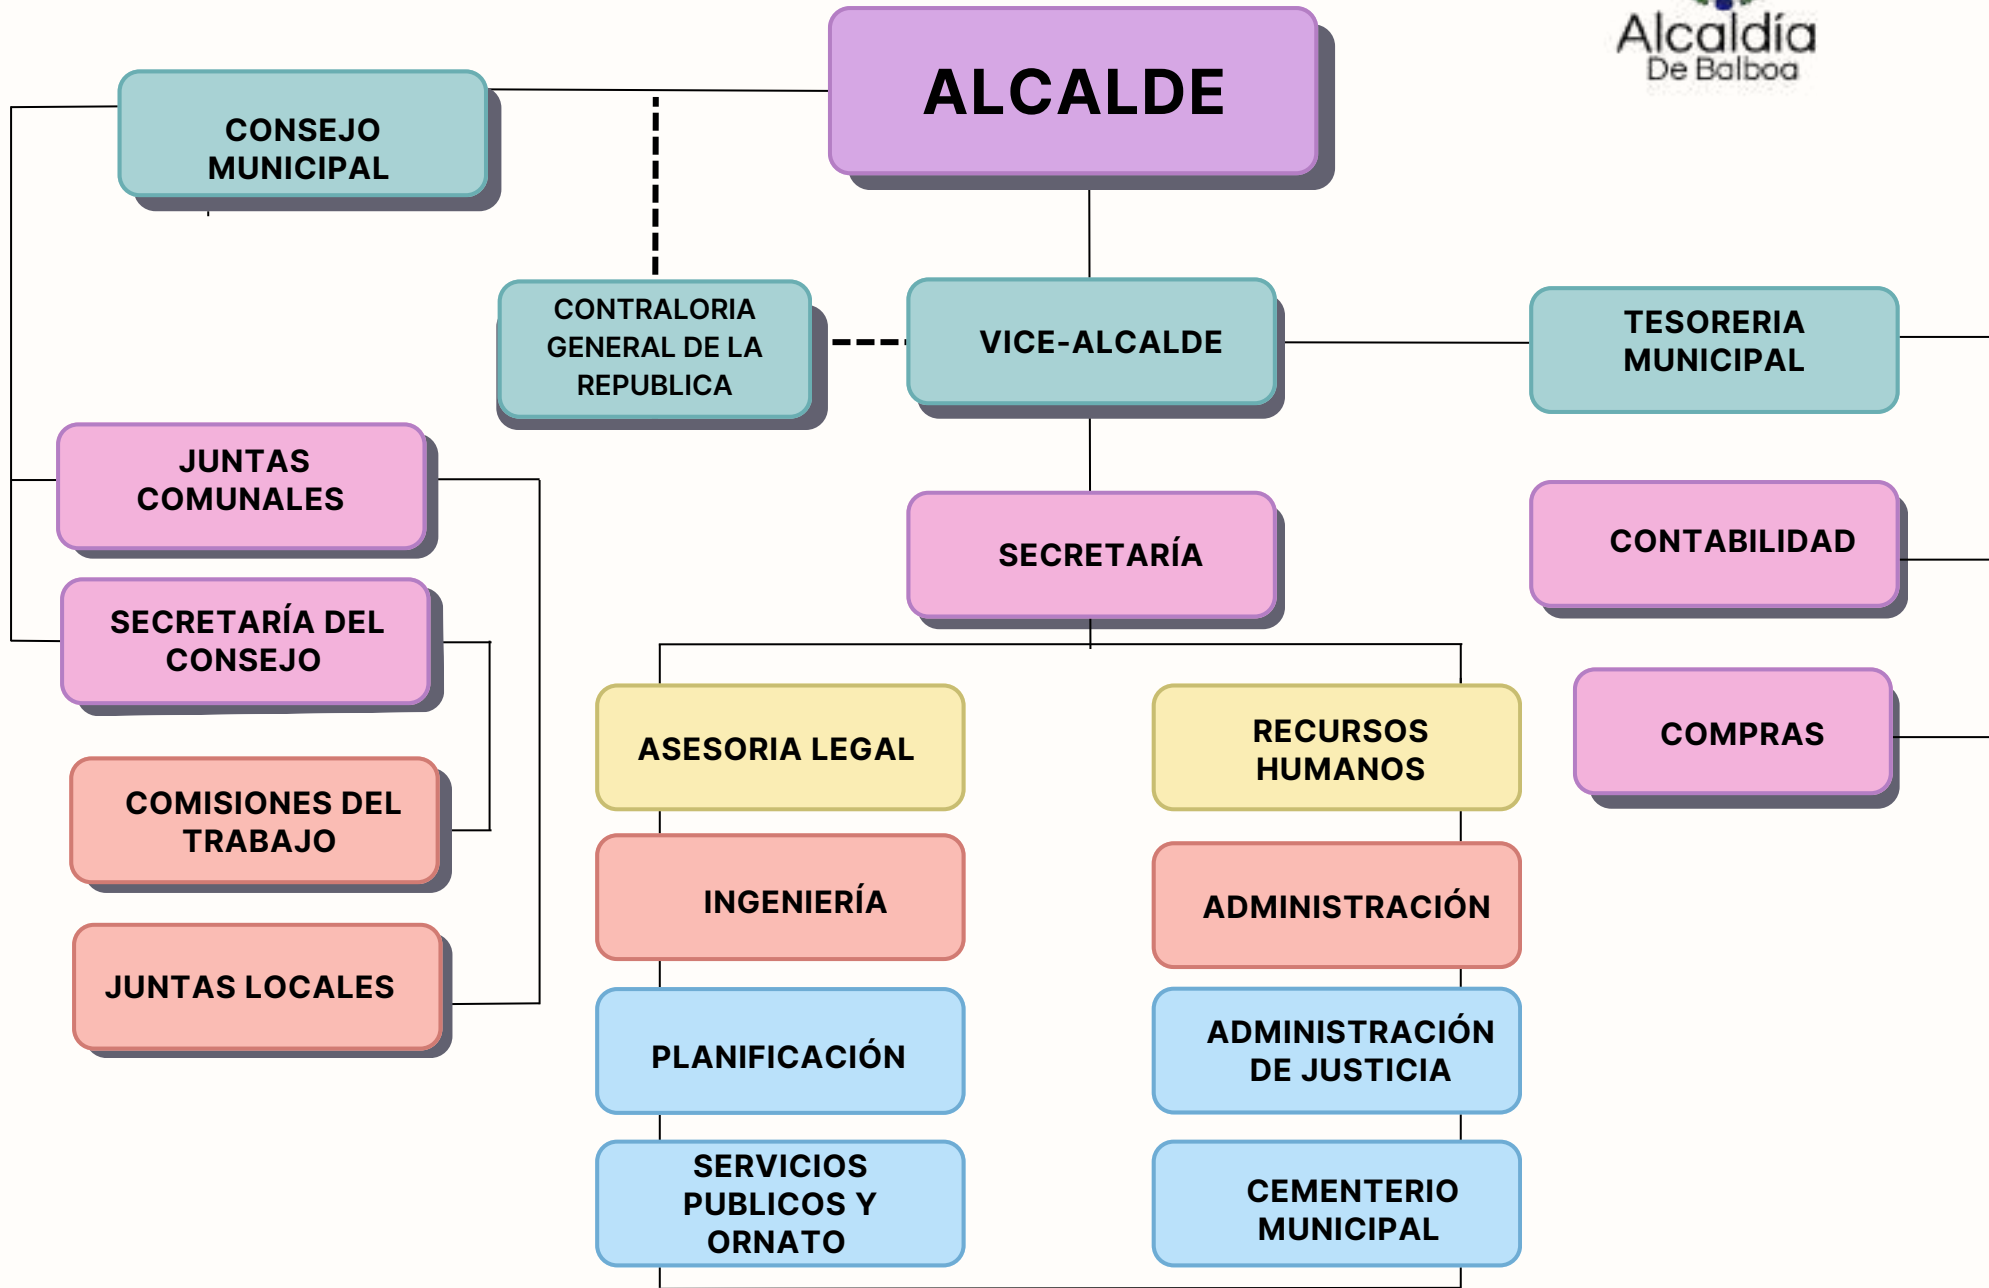 Alcaldía
De Balboa
ALCALDE
CONSEJO
MUNICIPAL
CONTRALORIA
GENERAL DE LA
REPUBLICA
VICE-ALCALDE
TESORERIA
MUNICIPAL
JUNTAS
COMUNALES
SECRETARÍA
CONTABILIDAD
SECRETARÍA DEL
CONSEJO
COMPRAS
ASESORIA LEGAL
RECURSOS
HUMANOS
COMISIONES DEL
TRABAJO
INGENIERÍA
ADMINISTRACIÓN
JUNTAS LOCALES
PLANIFICACIÓN
ADMINISTRACIÓN
DE JUSTICIA
SERVICIOS
PUBLICOS Y
ORNATO
CEMENTERIO
MUNICIPAL